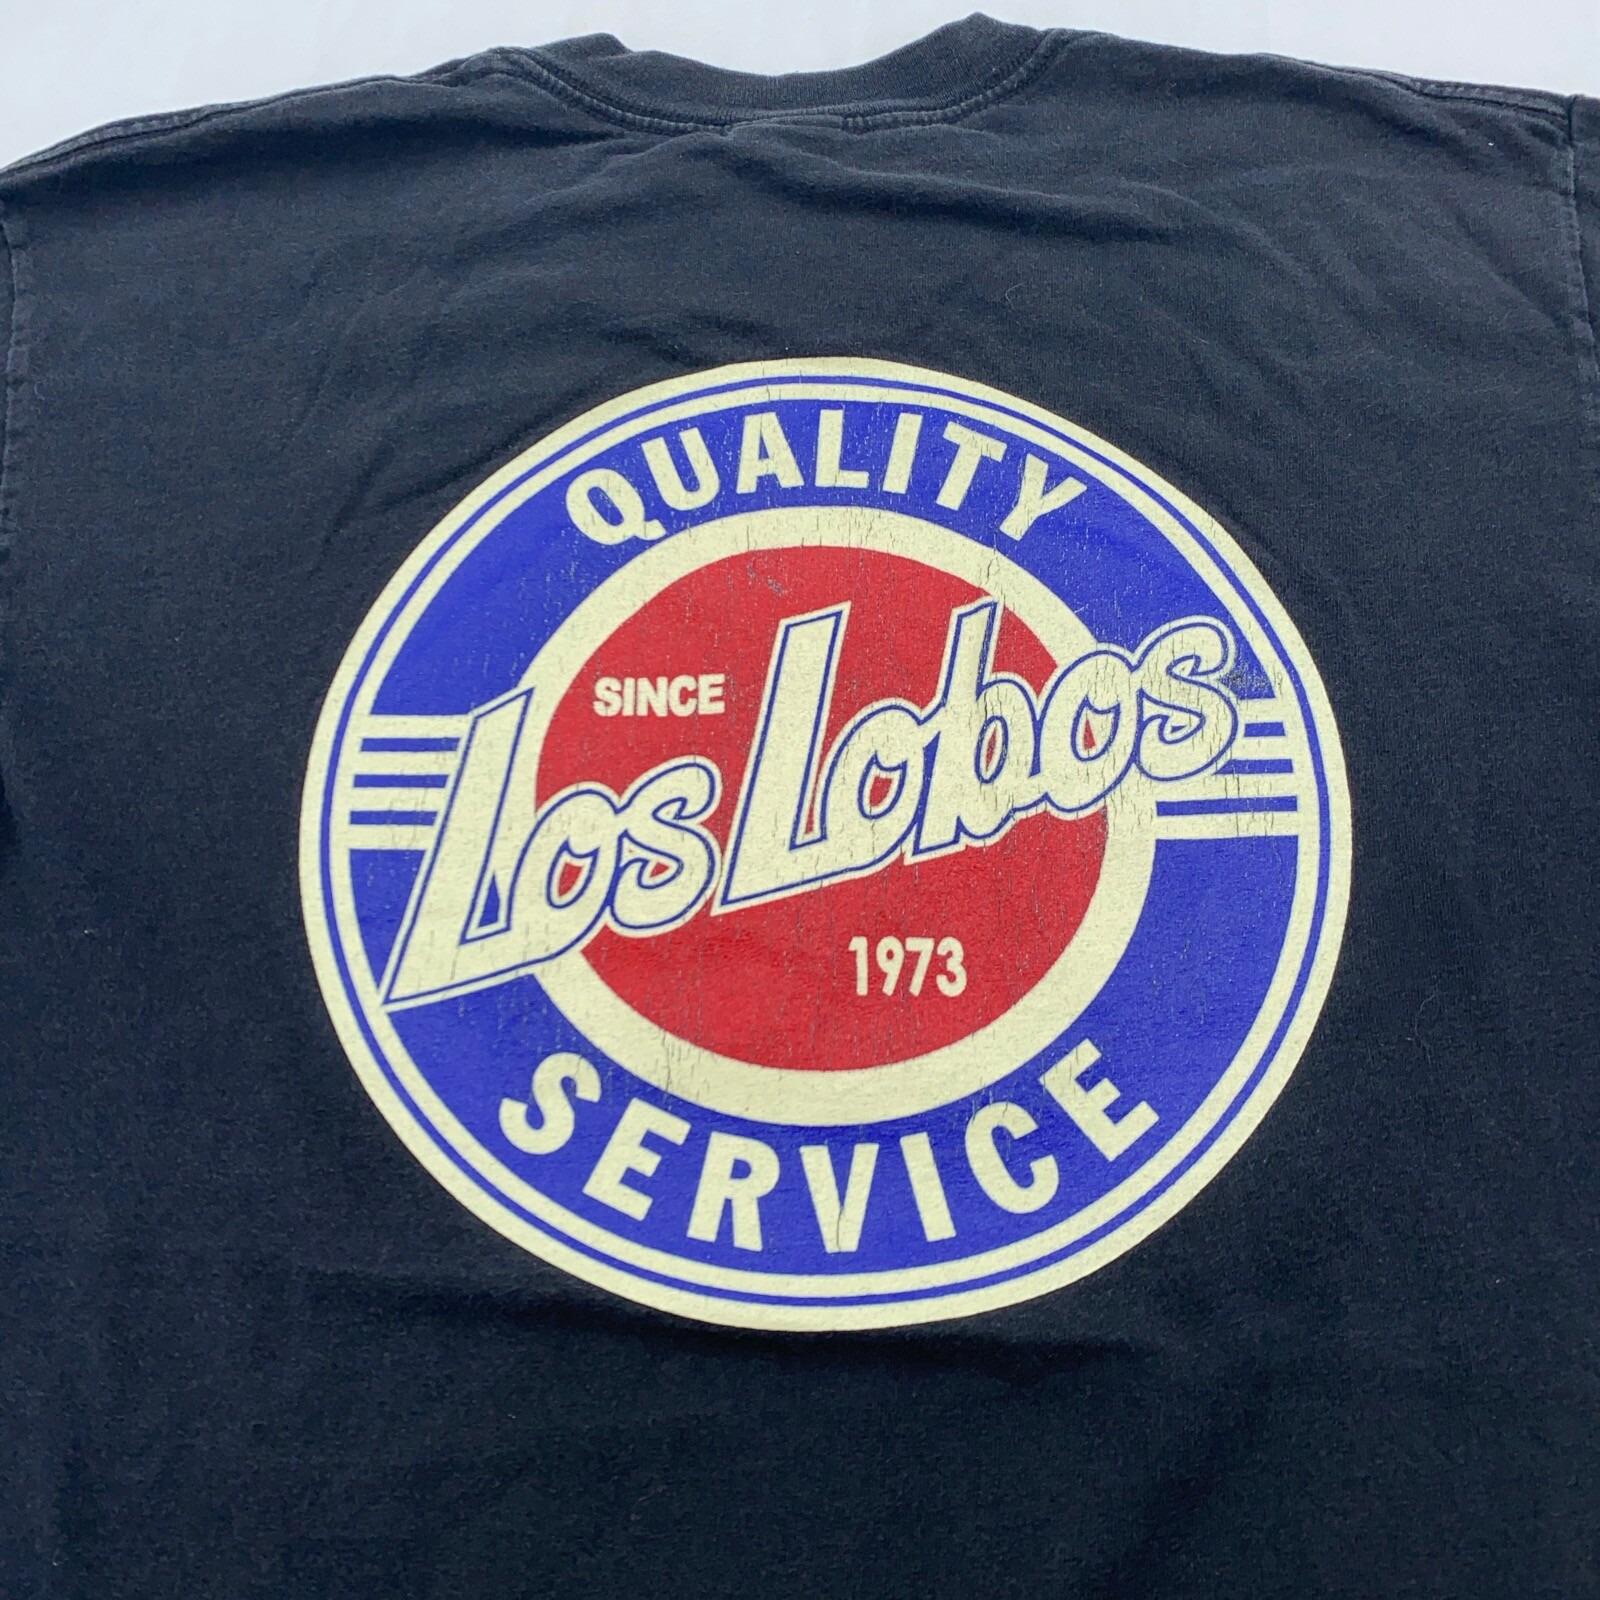 QUALITY
SINCE
Los Lobos
1973
SERVICE